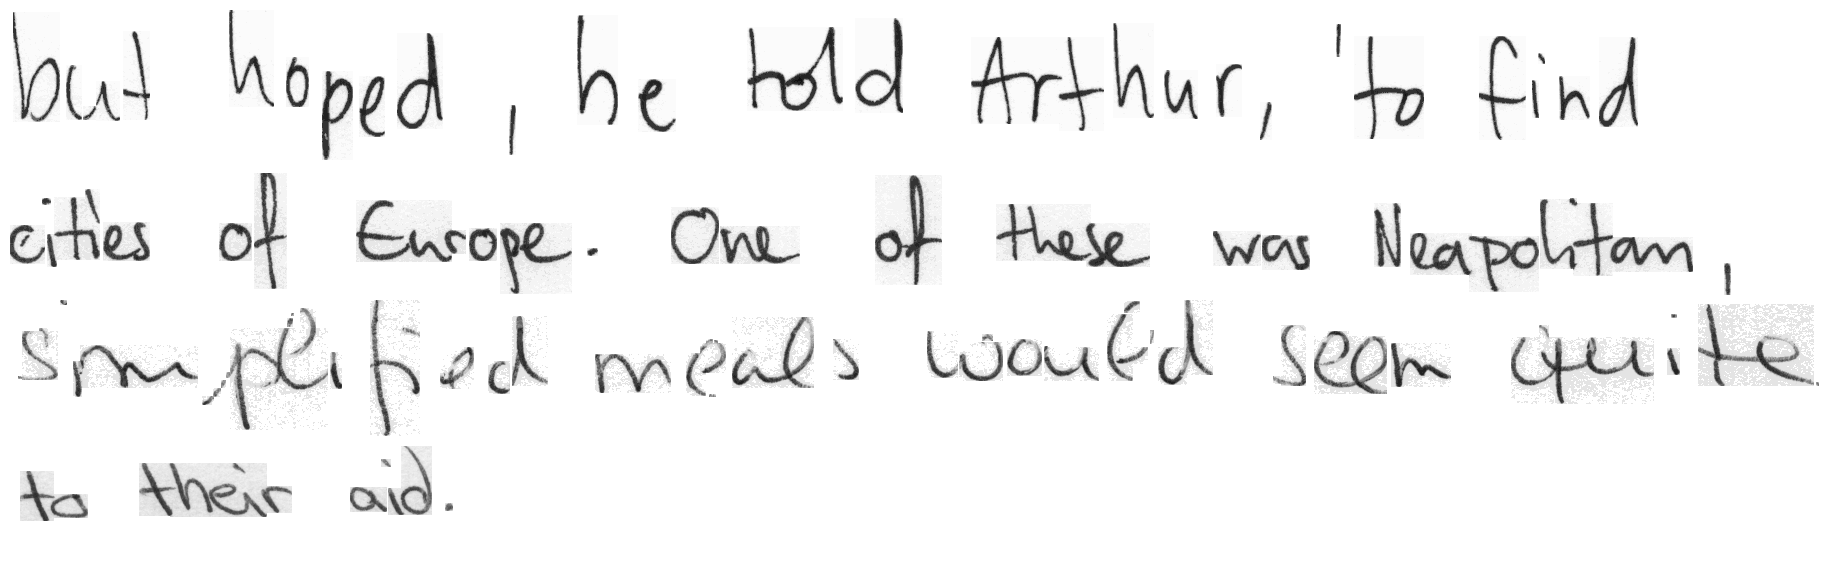 but hoped, he told Arthur, 'to find
cities of Europe. One of these was Neapolitan,
simplified meals would seem quite
to their aid.